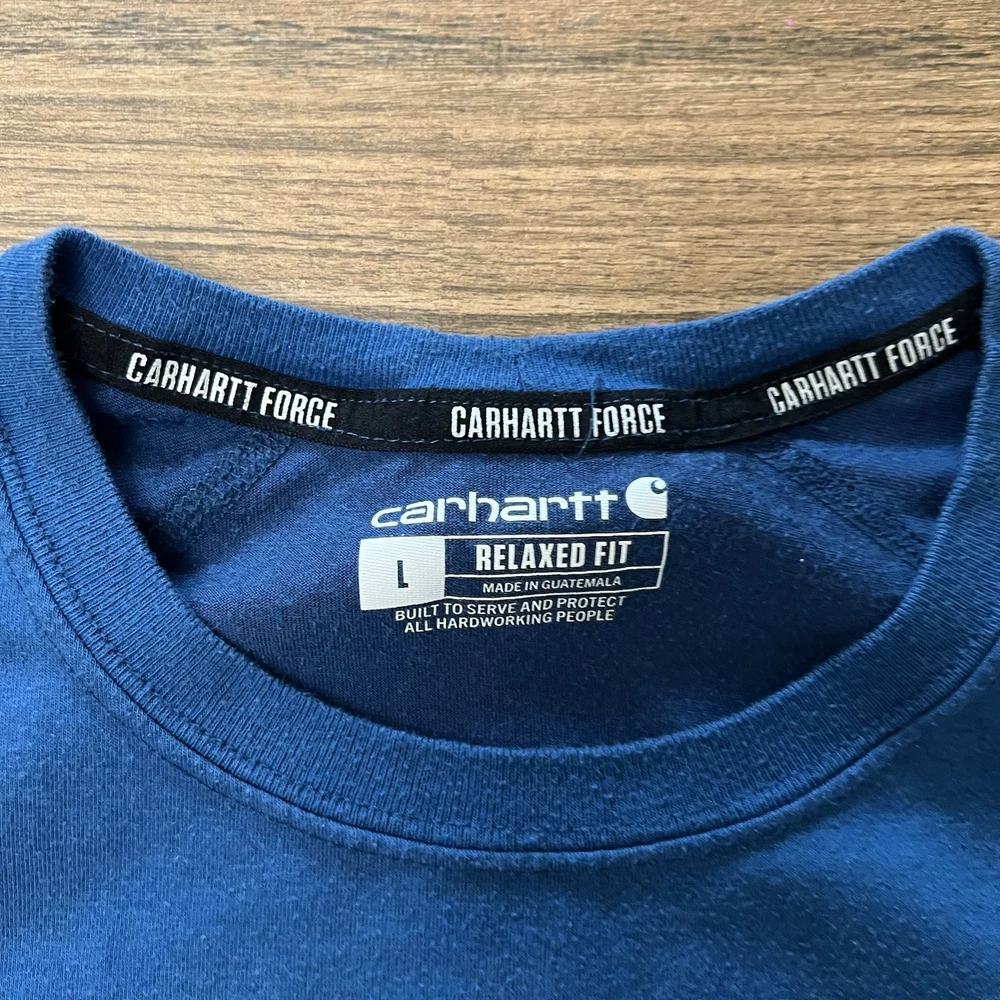 CARHARTT FORCE CARHARTT FORCE CARHARTT FORCE
carhartt
L RELAXED FIT
MADE IN GUATEMALA
BUILT TO SERVE AND PROTECT
ALL HARDWORKING PEOPLE